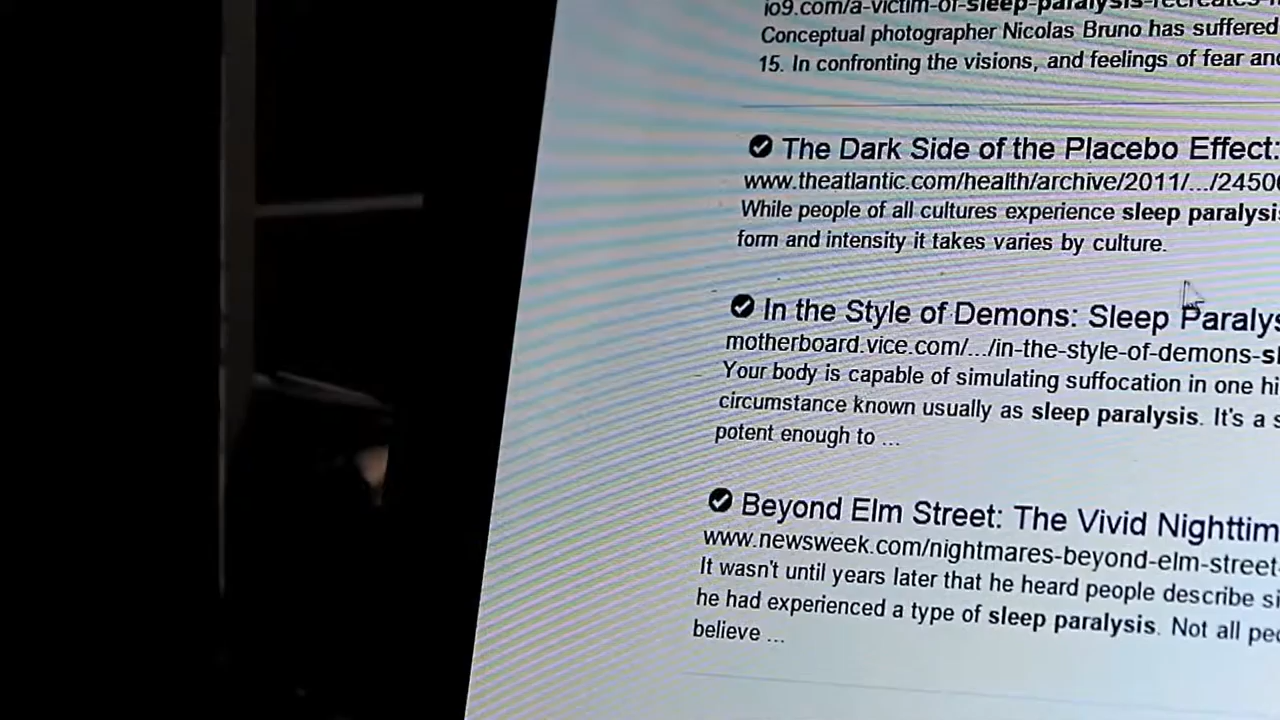 io9.com/a-victim-of-sleep-paralysis-recreates-
Conceptual photographer Nicolas Bruno has suffered
15. In confronting the visions, and feelings of fear and
The Dark Side of the Placebo Effect:
www.theatlantic.com/health/archive/2011/.../24500
While people of all cultures experience sleep paralysis
form and intensity it takes varies by culture.
In the Style of Demons: Sleep Paralys
motherboard.vice.com/.../in-the-style-of-demons-sl
Your body is capable of simulating suffocation in one hi
circumstance known usually as sleep paralysis. It's a s
potent enough to ...
Beyond Elm Street: The Vivid Nighttim
www.newsweek.com/nightmares-beyond-elm-street-
It wasn't until years later that he heard people describe si
he had experienced a type of sleep paralysis. Not all peo
believe ...